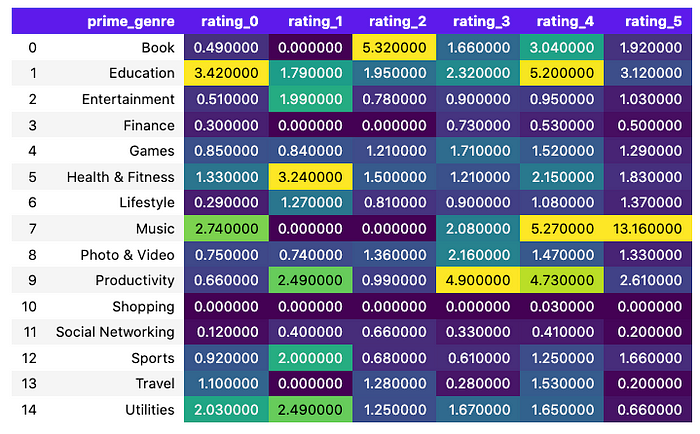 prime_genre rating_0 rating_1 rating_2 rating_3 rating_4 rating_5
0 Book 0.490000 0.000000 5.320000 1.660000 3.040000 1.920000
1 Education 3.420000 1.790000 1.950000 2.320000 5.200000 3.120000
2 Entertainment 0.510000 1.990000 0.780000 0.900000 0.950000 1.030000
3 Finance 0.300000 0.000000 0.000000 0.730000 0.530000 0.500000
4 Games 0.850000 0.840000 1.210000 1.710000 1.520000 1.290000
5 Health & Fitness 1.330000 3.240000 1.500000 1.210000 2.150000 1.830000
6 Lifestyle 0.290000 1.270000 0.810000 0.900000 1.080000 1.370000
7 Music 2.740000 0.000000 0.000000 2.080000 5.270000 13.160000
8 Photo & Video 0.750000 0.740000 1.360000 2.160000 1.470000 1.330000
9 Productivity 0.660000 2.490000 0.990000 4.900000 4.730000 2.610000
10 Shopping 0.000000 0.000000 0.000000 0.000000 0.030000 0.000000
11 Social Networking 0.120000 0.400000 0.660000 0.330000 0.410000 0.200000
12 Sports 0.920000 2.000000 0.680000 0.610000 1.250000 1.660000
13 Travel 1.100000 0.000000 1.280000 0.280000 1.530000 0.200000
14 Utilities 2.030000 2.490000 1.250000 1.670000 1.650000 0.660000